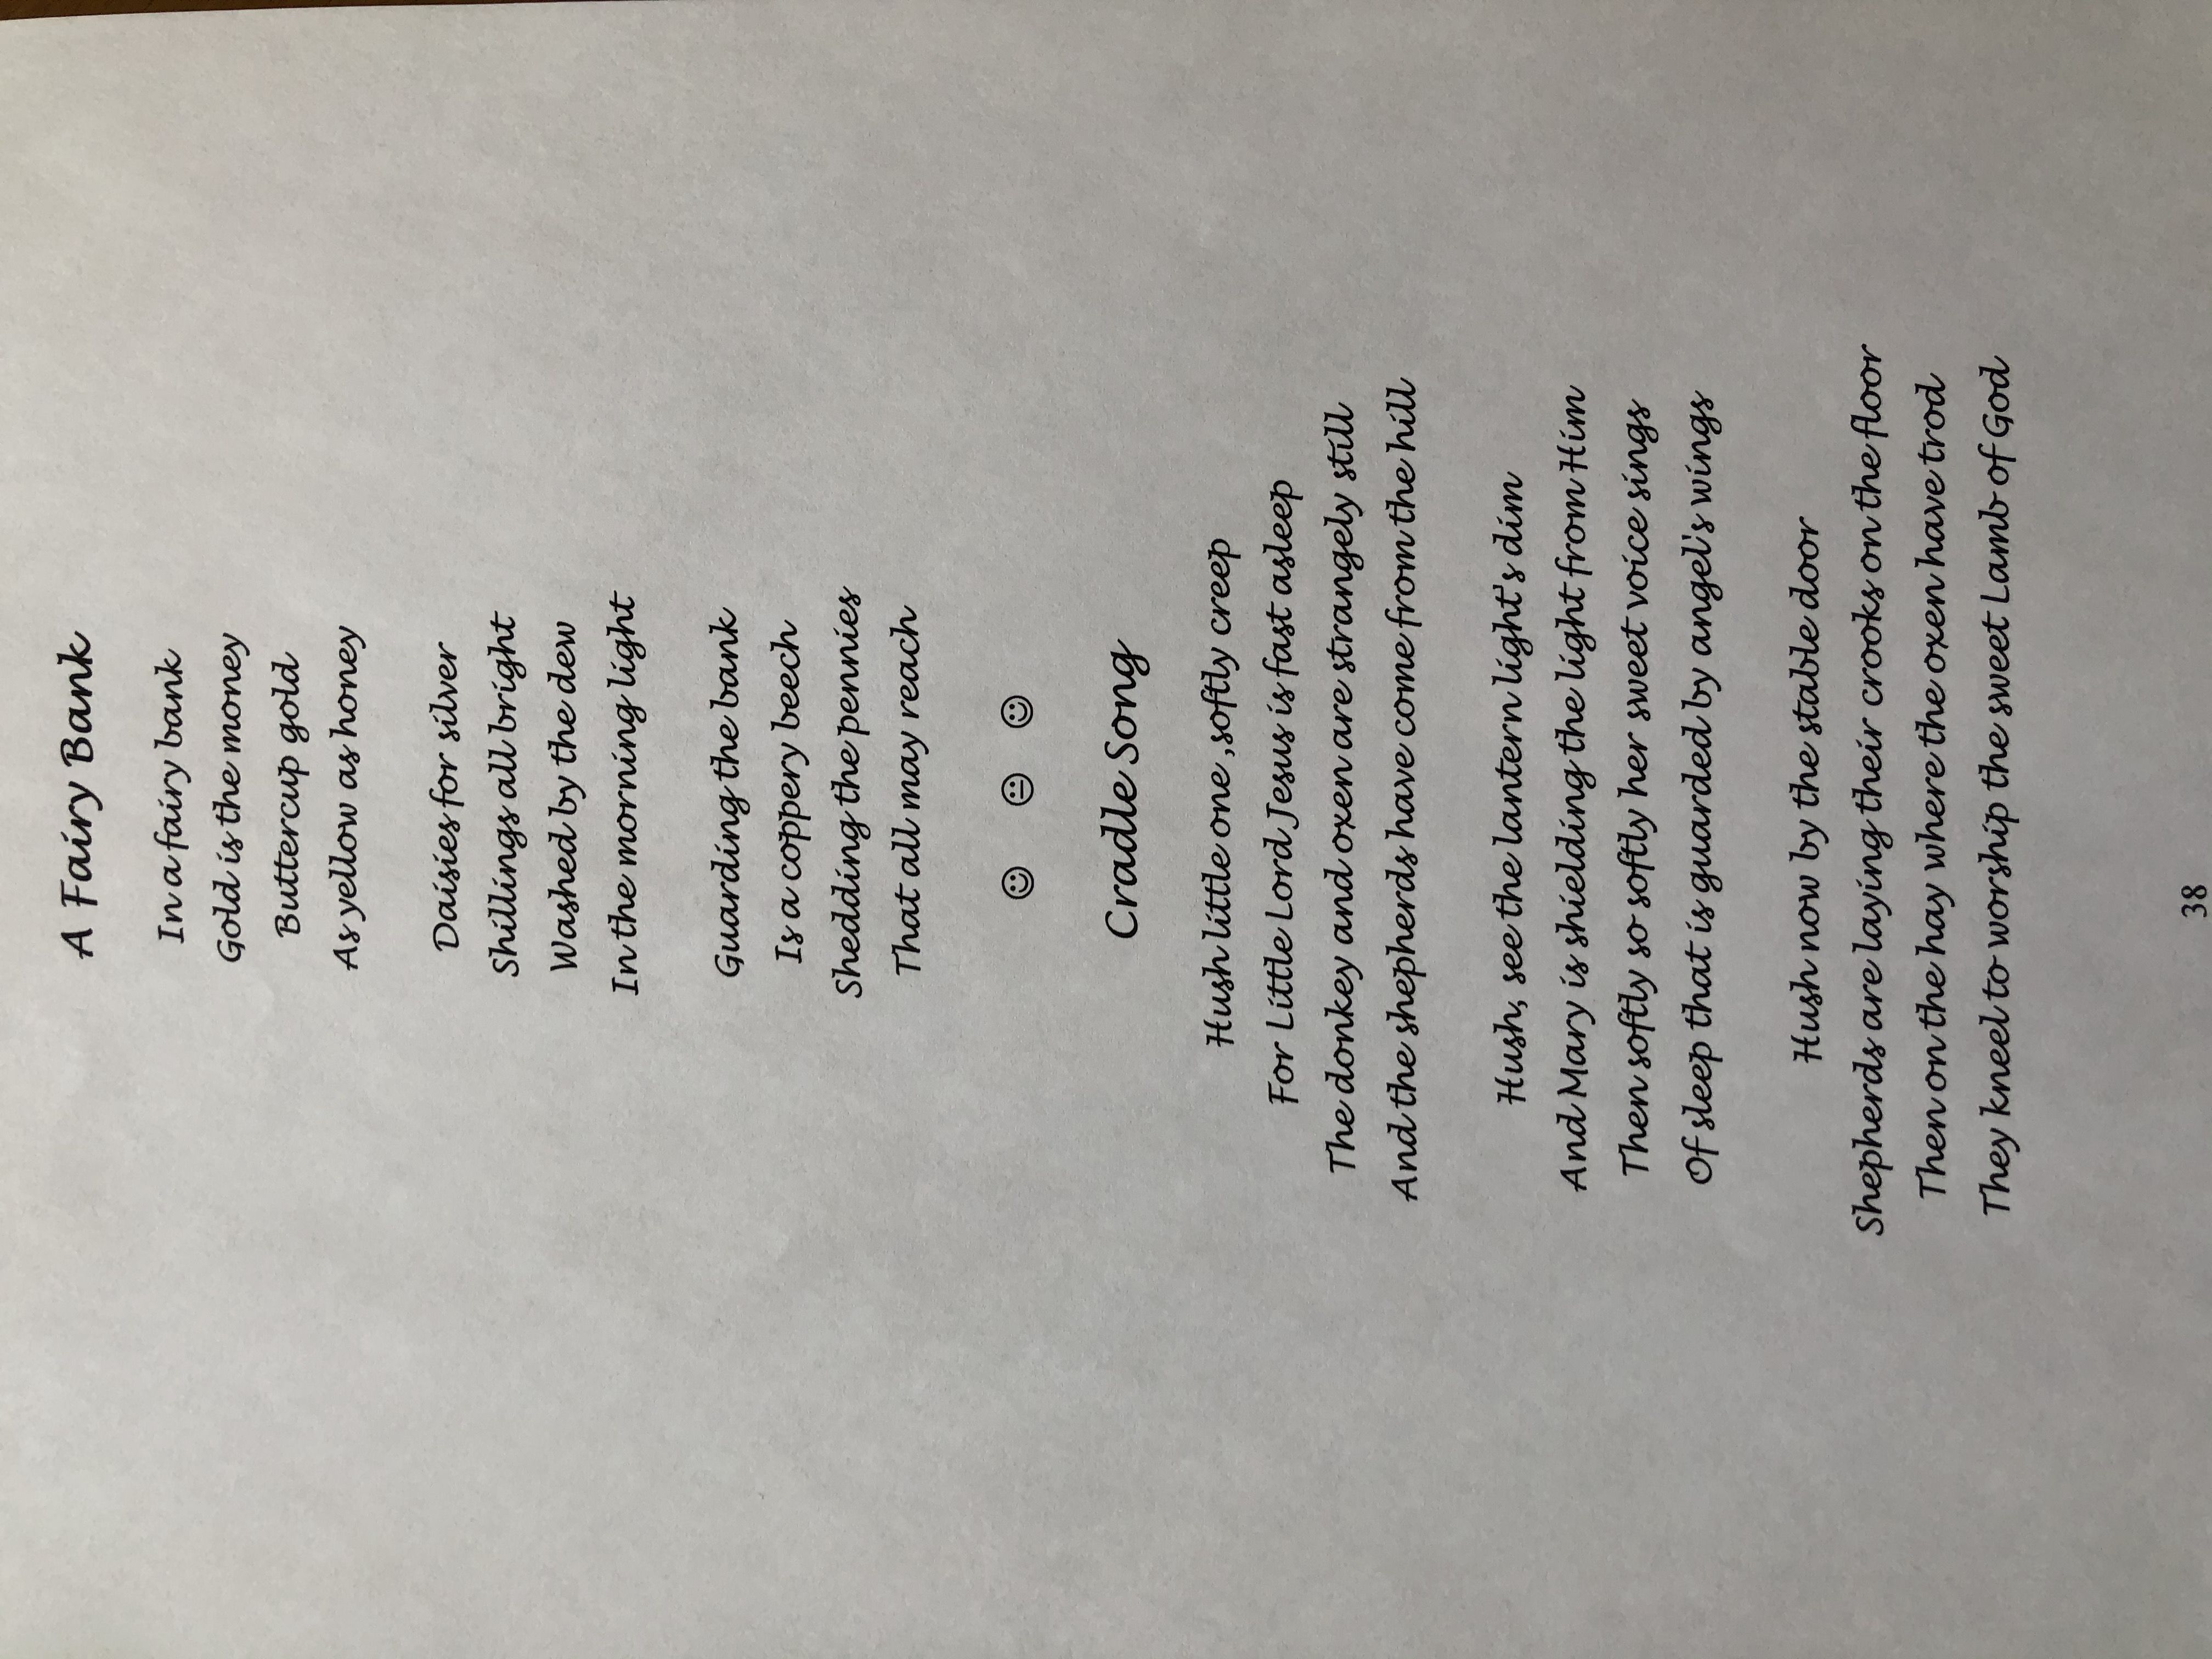 A Fairy Bank
In a fairy bank
Gold is the money
Buttercup gold
As yellow as honey
Daisies for silver
Shillings all bright
Washed by the dew
In the morning light
Guarding the bank
Is a coppery beech
Shedding the pennies
That all may reach
☺ 😐 ☺
Cradle Song
Hush little one ,softly creep
For Little Lord Jesus is fast asleep
The donkey and oxen are strangely still
And the shepherds have come from the hill
Hush, see the lantern light's dim
And Mary is shielding the light from Him
Then softly so softly her sweet voice sings
Of sleep that is guarded by angel's wings
Hush now by the stable door
Shepherds are laying their crooks on the floor
Then on the hay where the oxen have trod
They kneel to worship the sweet Lamb of God
38